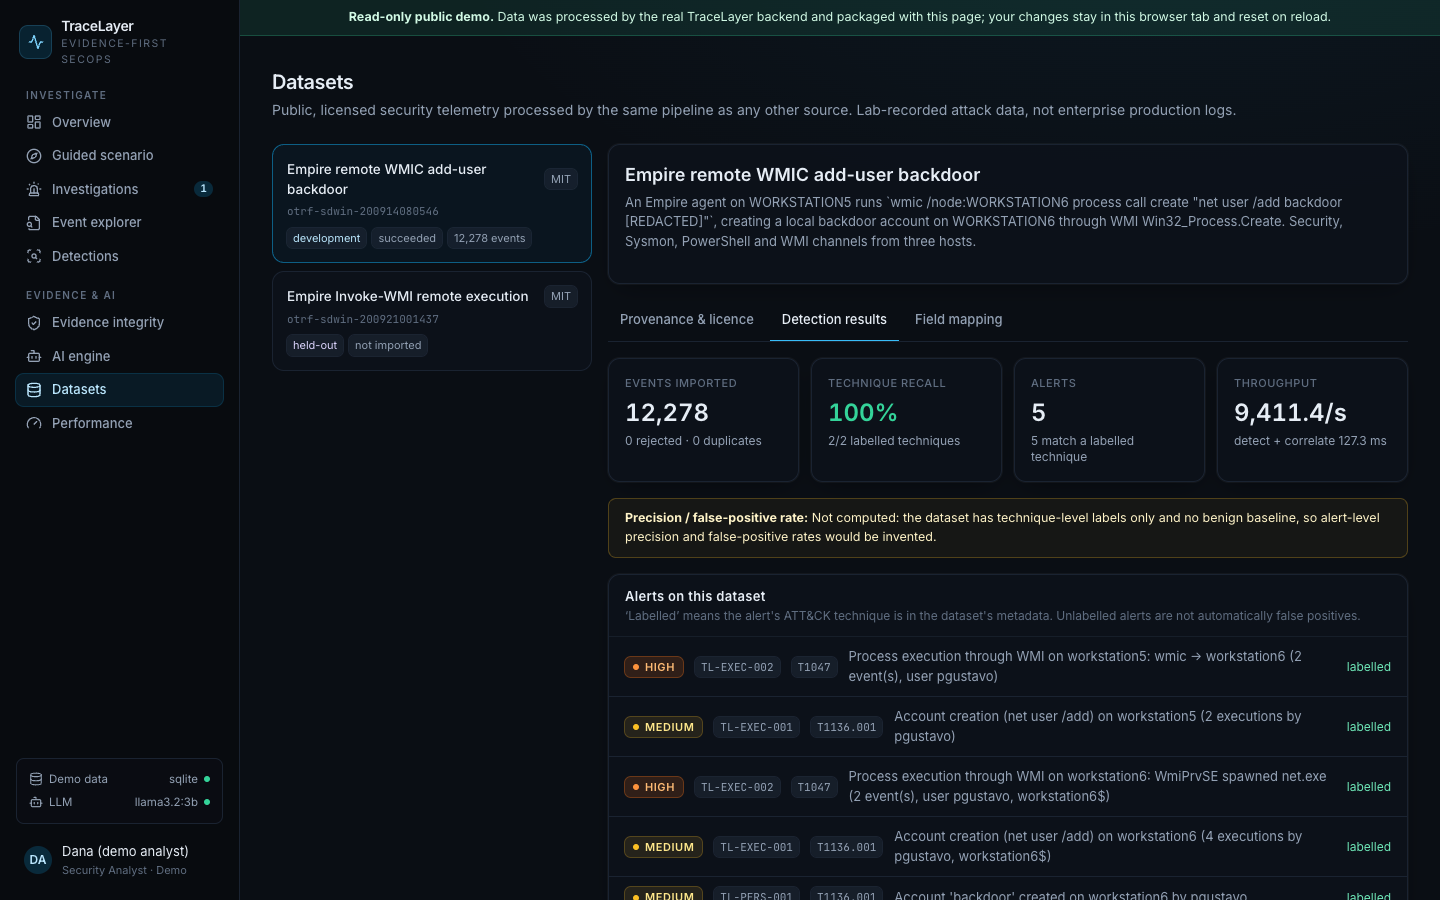 TraceLayer
EVIDENCE-FIRST
SECOPS
INVESTIGATE
Overview
Guided scenario
Investigations 1
Event explorer
Detections
EVIDENCE & AI
Evidence integrity
AI engine
Datasets
Performance
Demo data sqlite
LLM llama3.2:3b
DA
Dana (demo analyst)
Security Analyst · Demo
Read-only public demo. Data was processed by the real TraceLayer backend and packaged with this page; your changes stay in this browser tab and reset on reload.
Datasets
Public, licensed security telemetry processed by the same pipeline as any other source. Lab-recorded attack data, not enterprise production logs.
Empire remote WMIC add-user
backdoor
MIT
otrf-sdwin-200914080546
development succeeded 12,278 events
Empire Invoke-WMI remote execution MIT
otrf-sdwin-200921001437
held-out not imported
Empire remote WMIC add-user backdoor
An Empire agent on WORKSTATION5 runs `wmic /node:WORKSTATION6 process call create "net user /add backdoor
[REDACTED]"`, creating a local backdoor account on WORKSTATION6 through WMI Win32_Process.Create. Security,
Sysmon, PowerShell and WMI channels from three hosts.
Provenance & licence Detection results Field mapping
EVENTS IMPORTED
12,278
0 rejected · 0 duplicates
TECHNIQUE RECALL
100%
2/2 labelled techniques
ALERTS
5
5 match a labelled
technique
THROUGHPUT
9,411.4/s
detect + correlate 127.3 ms
Precision / false-positive rate: Not computed: the dataset has technique-level labels only and no benign baseline, so alert-level
precision and false-positive rates would be invented.
Alerts on this dataset
‘Labelled’ means the alert's ATT&CK technique is in the dataset's metadata. Unlabelled alerts are not automatically false positives.
HIGH TL-EXEC-002 T1047 Process execution through WMI on workstation5: wmic → workstation6 (2
event(s), user pgustavo)
labelled
MEDIUM TL-EXEC-001 T1136.001 Account creation (net user /add) on workstation5 (2 executions by
pgustavo)
labelled
HIGH TL-EXEC-002 T1047 Process execution through WMI on workstation6: WmiPrvSE spawned net.exe
(2 event(s), user pgustavo, workstation6$)
labelled
MEDIUM TL-EXEC-001 T1136.001 Account creation (net user /add) on workstation6 (4 executions by
pgustavo, workstation6$)
labelled
MEDIUM TL-PERS-001 T1136.001 Account 'backdoor' created on workstation6 by pgustavo labelled